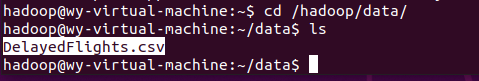 hadoop@wy-virtual-machine:~$ cd /hadoop/data/
hadoop@wy-virtual-machine:~/data$ ls
DelayedFlights.csv
hadoop@wy-virtual-machine:~/data$